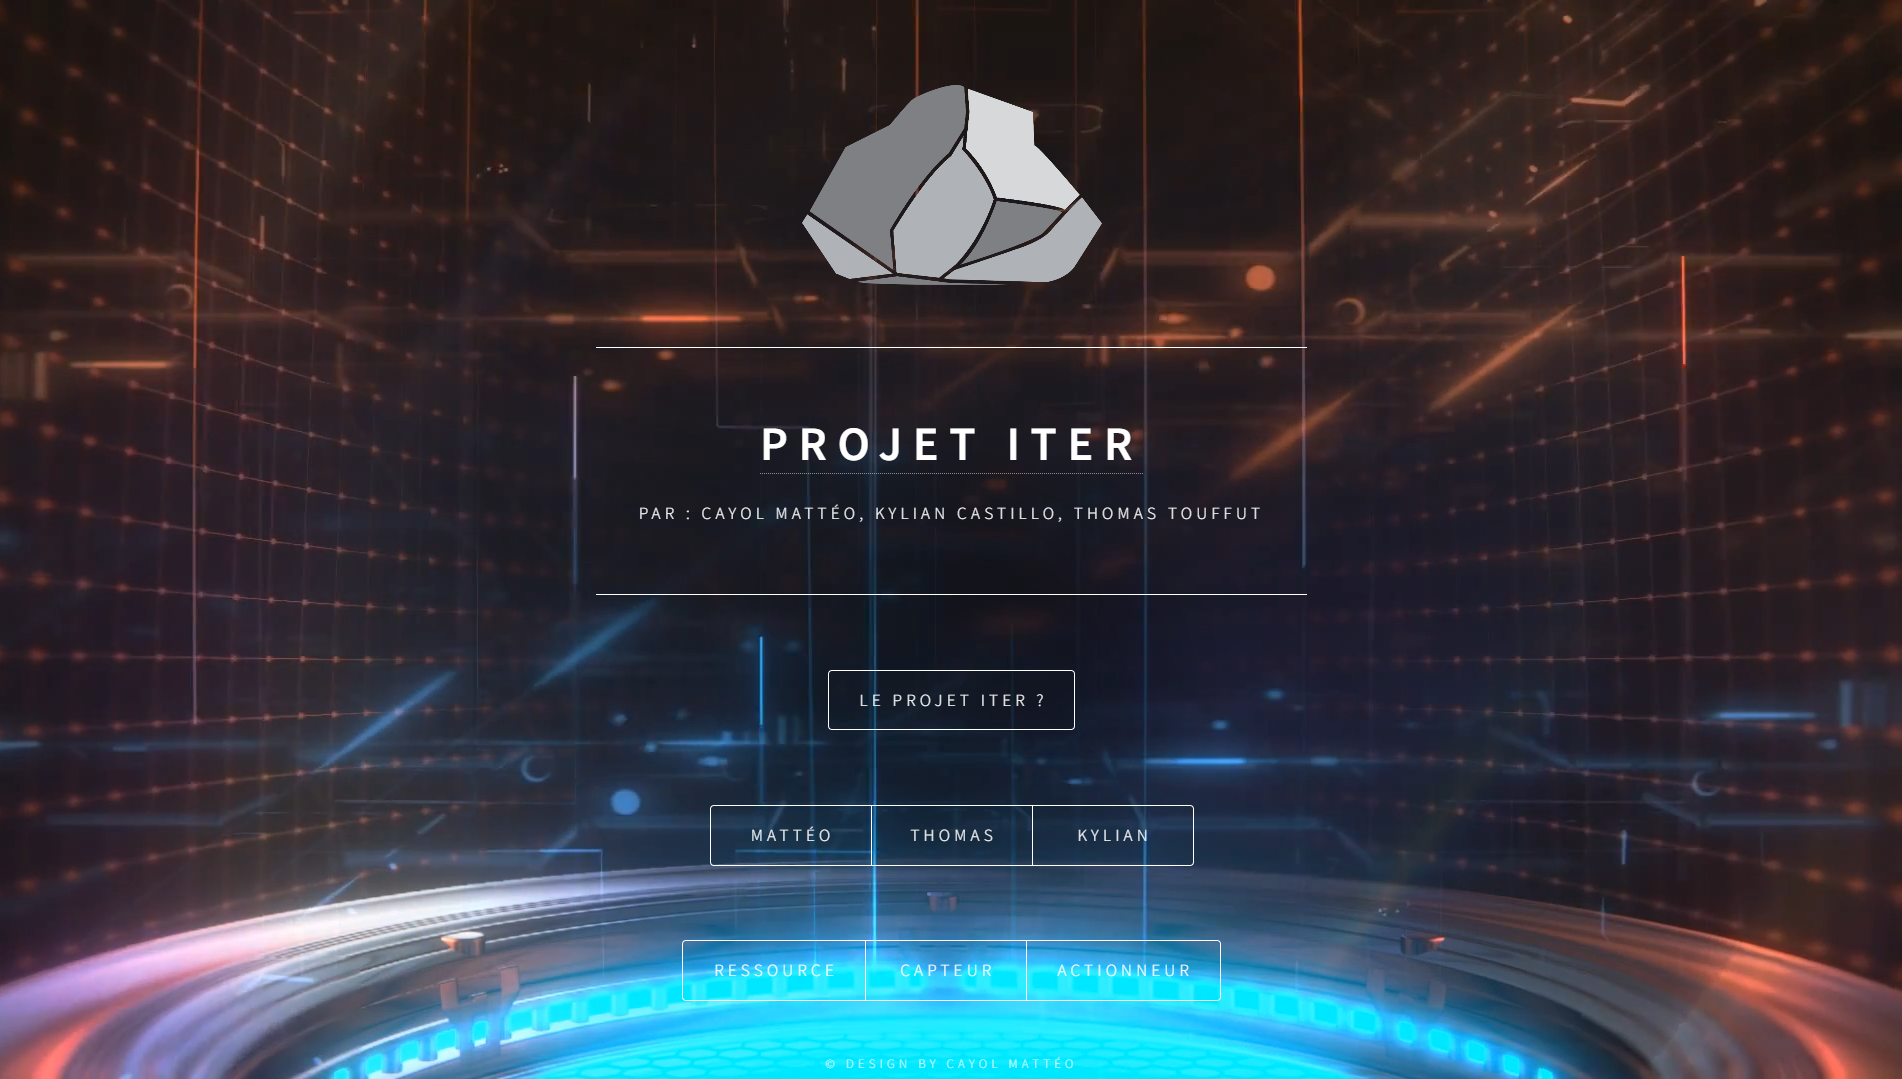 PROJET ITER
PAR : CAYOL MATTÉO, KYLIAN CASTILLO, THOMAS TOUFFUT
LE PROJET ITER ?
MATTÉO THOMAS KYLIAN
RESSOURCE CAPTEUR ACTIONNEUR
© DESIGN BY CAYOL MATTÉO